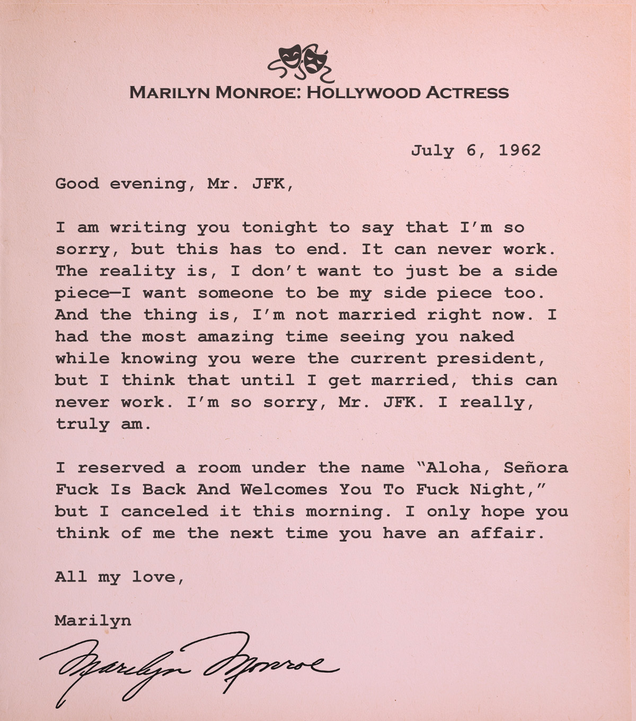 MARILYN MONROE: HOLLYWOOD ACTRESS
July 6, 1962
Good evening, Mr. JFK,
I am writing you tonight to say that I’m so
sorry, but this has to end. It can never work.
The reality is, I don’t want to just be a side
piece—I want someone to be my side piece too.
And the thing is, I’m not married right now. I
had the most amazing time seeing you naked
while knowing you were the current president,
but I think that until I get married, this can
never work. I’m so sorry, Mr. JFK. I really,
truly am.
I reserved a room under the name “Aloha, Señora
Fuck Is Back And Welcomes You To Fuck Night,”
but I canceled it this morning. I only hope you
think of me the next time you have an affair.
All my love,
Marilyn
Marilyn Monroe